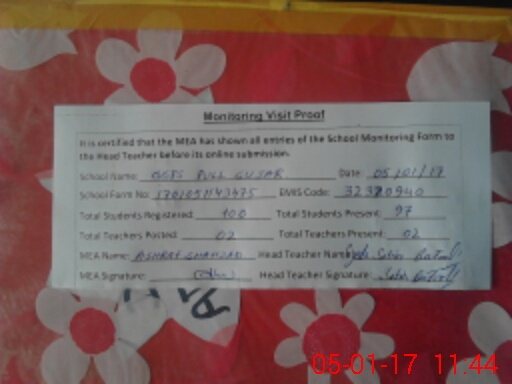 Monitoring Visit Proof
It is certified that the MEA has shown all entries of the School Monitoring Form to
the Head Teacher before its online submission.
School Name: GGPS PULL GUJAR Date: 05/01/17
School Form No: EMIS Code: 32320940
Total Students Registered: 100 Total Students Present: 97
Total Teachers Posted: 02 Total Teachers Present: 02
MEA Name: ASHRAF SHAHZAD Head Teacher Name:
MEA Signature: Head Teacher Signature:
05-01-17 11:44